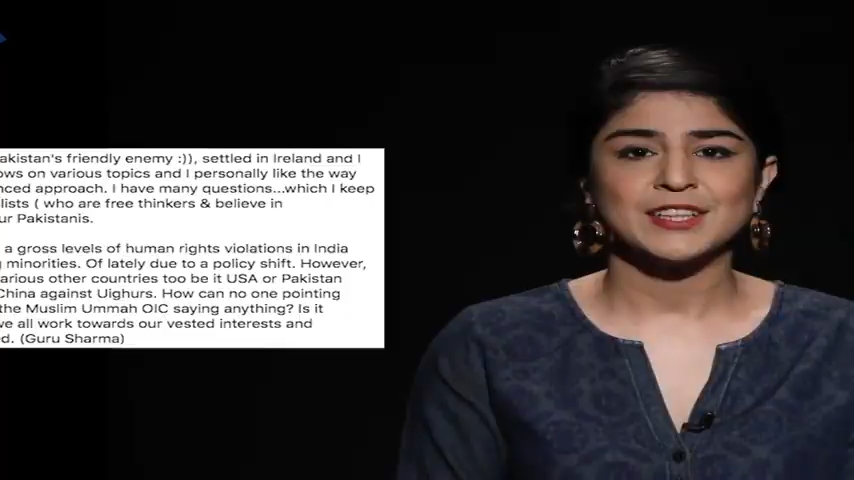 akistan's friendly enemy :)), settled in Ireland and I
ows on various topics and I personally like the way
nced approach. I have many questions...which I keep
lists ( who are free thinkers & believe in
ur Pakistanis.
a gross levels of human rights violations in India
g minorities. Of lately due to a policy shift. However,
arious other countries too be it USA or Pakistan
China against Uighurs. How can no one pointing
the Muslim Ummah OIC saying anything? Is it
we all work towards our vested interests and
d. (Guru Sharma)